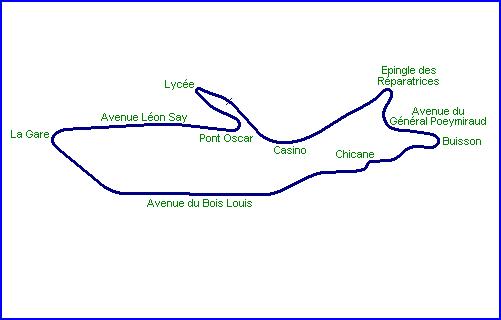 Epingle des
Réparatrices
Lycée
Avenue du
Général Poeymiraud
Avenue Léon Say
La Gare
Pont Oscar
Buisson
Casino
Chicane
Avenue du Bois Louis